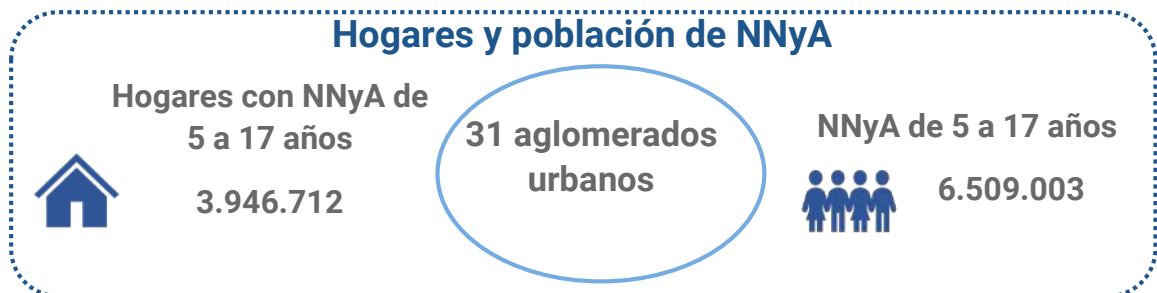 Hogares y población de NNyA
Hogares con NNyA de
5 a 17 años
3.946.712
31 aglomerados
urbanos
NNyA de 5 a 17 años
6.509.003